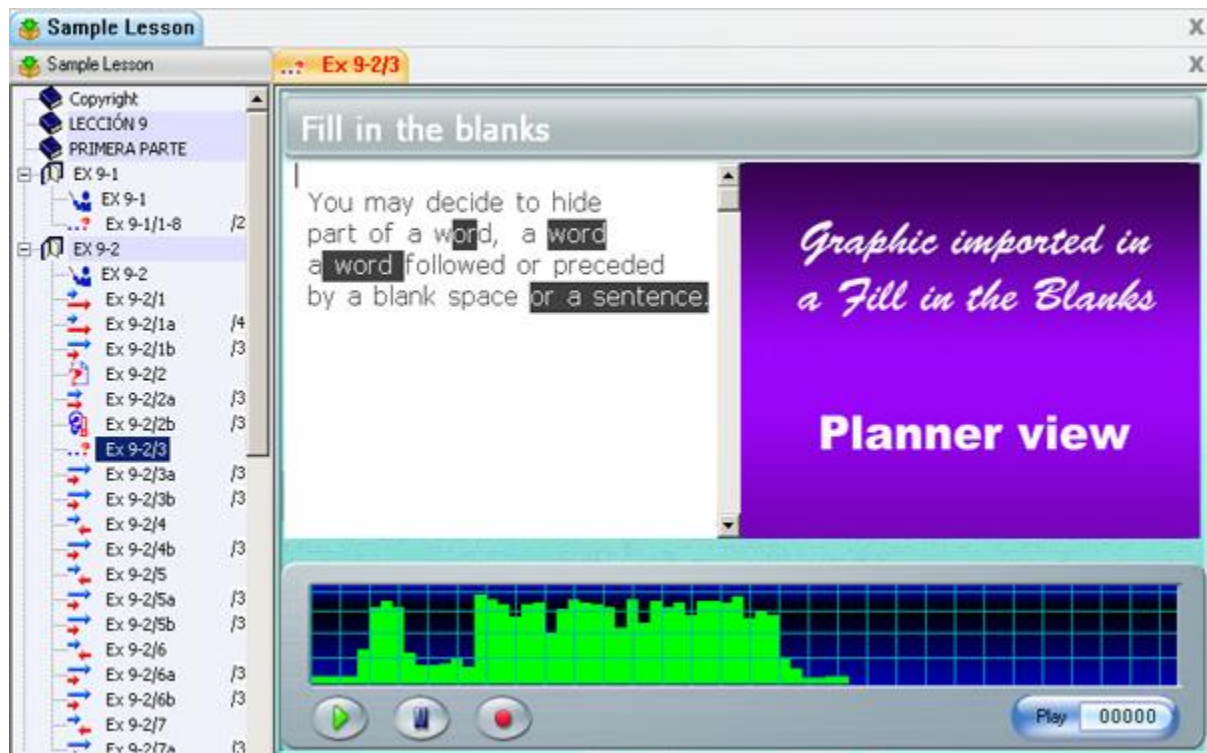 Sample Lesson
X
Sample Lesson
..? Ex 9-2/3
X
Copyright
LECCIÓN 9
PRIMERA PARTE
EX 9-1
EX 9-1
Ex 9-1/1-8 /2
EX 9-2
EX 9-2
Ex 9-2/1
Ex 9-2/1a /4
Ex 9-2/1b /3
Ex 9-2/2
Ex 9-2/2a /3
Ex 9-2/2b /3
Ex 9-2/3
Ex 9-2/3a /3
Ex 9-2/3b /3
Ex 9-2/4
Ex 9-2/4b /3
Ex 9-2/5
Ex 9-2/5a /3
Ex 9-2/5b /3
Ex 9-2/6
Ex 9-2/6a /3
Ex 9-2/6b /3
Ex 9-2/7
Ex 9-2/7a /3
Fill in the blanks
You may decide to hide
part of a word, a word
a word followed or preceded
by a blank space or a sentence.
Graphic imported in
a Fill in the Blanks
Planner view
Play 00000